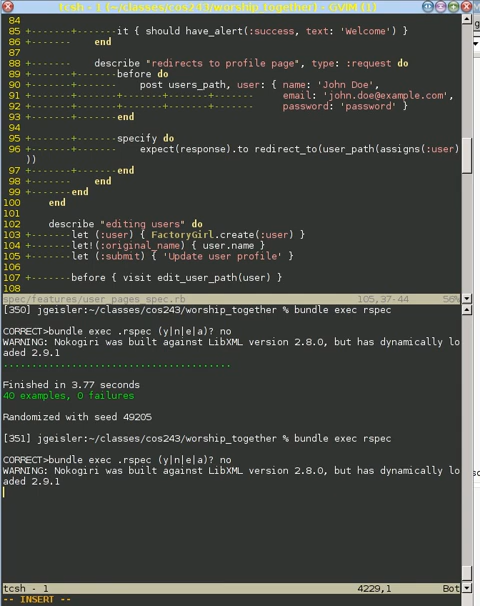 tcsh - 1 (~/classes/cos243/worship_together) - GVIM (1)
84
85 +-------+-------it { should have_alert(:success, text: 'Welcome') }
86 +-------    end
87
88 +-------    describe "redirects to profile page", type: :request do
89 +-------+-------before do
90 +-------+-------    post users_path, user: { name: 'John Doe',
91 +-------+-------+-------+-------+-------     email: 'john.doe@example.com',
92 +-------+-------+-------+-------+-------     password: 'password' }
93 +-------+-------end
94
95 +-------+-------specify do
96 +-------+-------    expect(response).to redirect_to(user_path(assigns(:user)
))
97 +-------+-------end
98 +-------    end
99 +-------end
100     end
101
102     describe "editing users" do
103 +-------let (:user) { FactoryGirl.create(:user) }
104 +-------let!(:original_name) { user.name }
105 +-------let (:submit) { 'Update user profile' }
106
107 +-------before { visit edit_user_path(user) }
108
spec/features/user_pages_spec.rb 105,37-44 56%
[350] jgeisler:~/classes/cos243/worship_together % bundle exec rspec
CORRECT>bundle exec .rspec (y|n|e|a)? no
WARNING: Nokogiri was built against LibXML version 2.8.0, but has dynamically lo
aded 2.9.1
........................................
Finished in 3.77 seconds
40 examples, 0 failures
Randomized with seed 49205
[351] jgeisler:~/classes/cos243/worship_together % bundle exec rspec
CORRECT>bundle exec .rspec (y|n|e|a)? no
WARNING: Nokogiri was built against LibXML version 2.8.0, but has dynamically lo
aded 2.9.1
tcsh - 1 4229,1 Bot
-- INSERT --